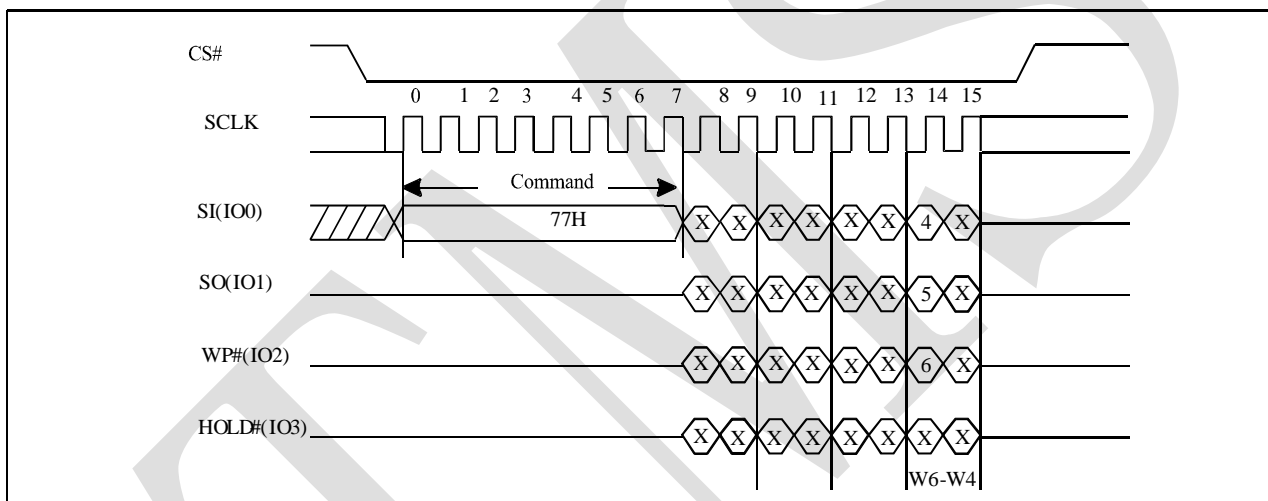 CS#
0 1 2 3 4 5 6 7 8 9 10 11 12 13 14 15
SCLK
Command
SI(IO0) 77H X X X X X X 4 X
SO(IO1) X X X X X X 5 X
WP#(IO2) X X X X X X 6 X
HOLD#(IO3) X X X X X X X X
W6-W4